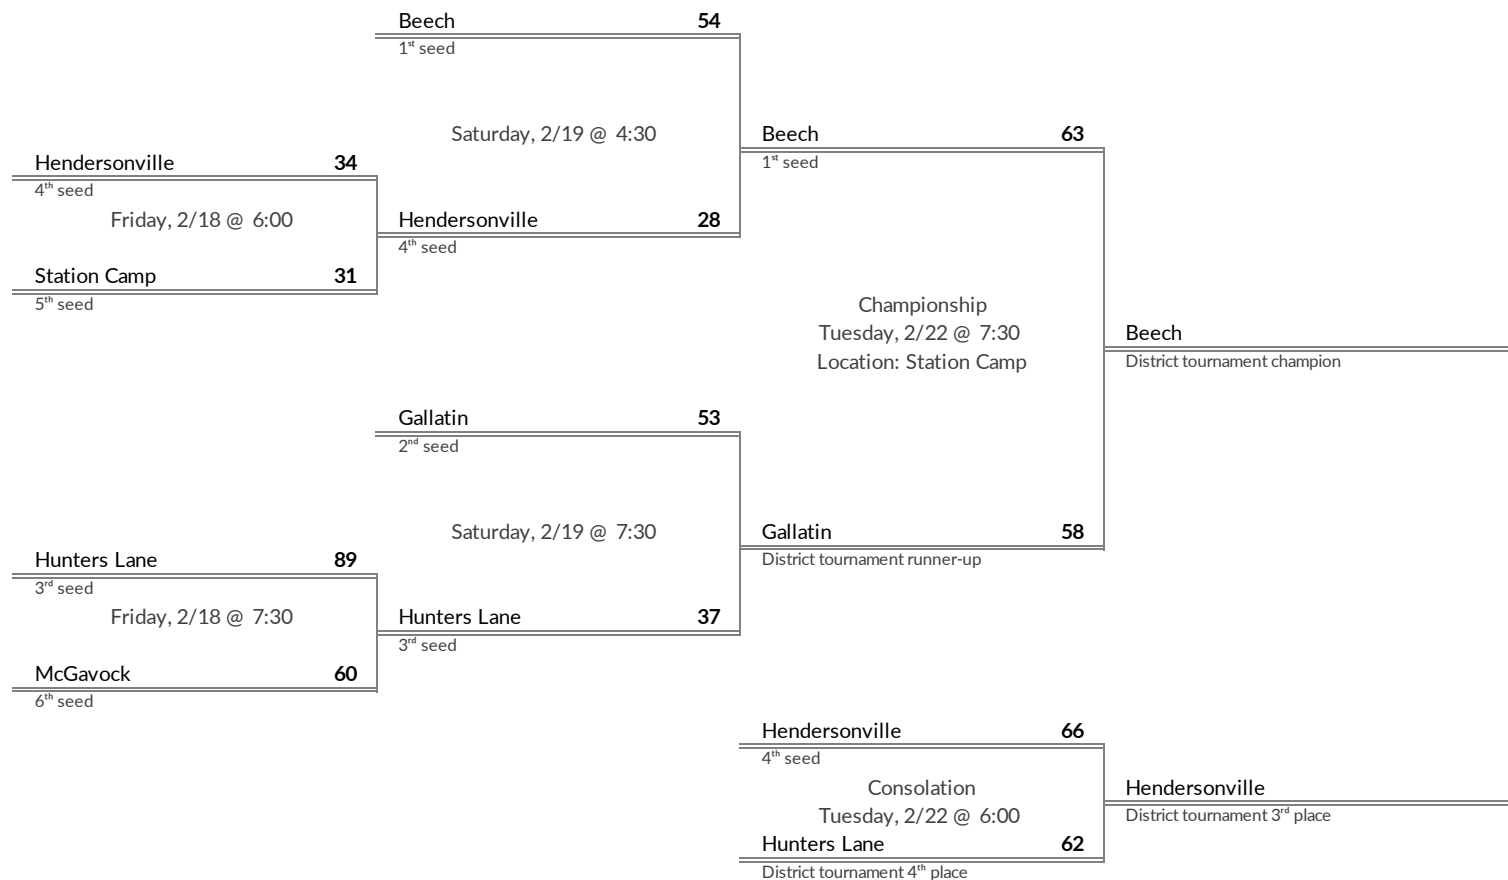 Beech 54
1st seed
Saturday, 2/19 @ 4:30
Beech 63
1st seed
Hendersonville 34
4th seed
Friday, 2/18 @ 6:00
Hendersonville 28
4th seed
Station Camp 31
5th seed
Championship
Tuesday, 2/22 @ 7:30
Location: Station Camp
Beech
District tournament champion
Gallatin 53
2nd seed
Saturday, 2/19 @ 7:30
Gallatin 58
District tournament runner-up
Hunters Lane 89
3rd seed
Friday, 2/18 @ 7:30
Hunters Lane 37
3rd seed
McGavock 60
6th seed
Hendersonville 66
4th seed
Consolation
Tuesday, 2/22 @ 6:00
Hendersonville
District tournament 3rd place
Hunters Lane 62
District tournament 4th place